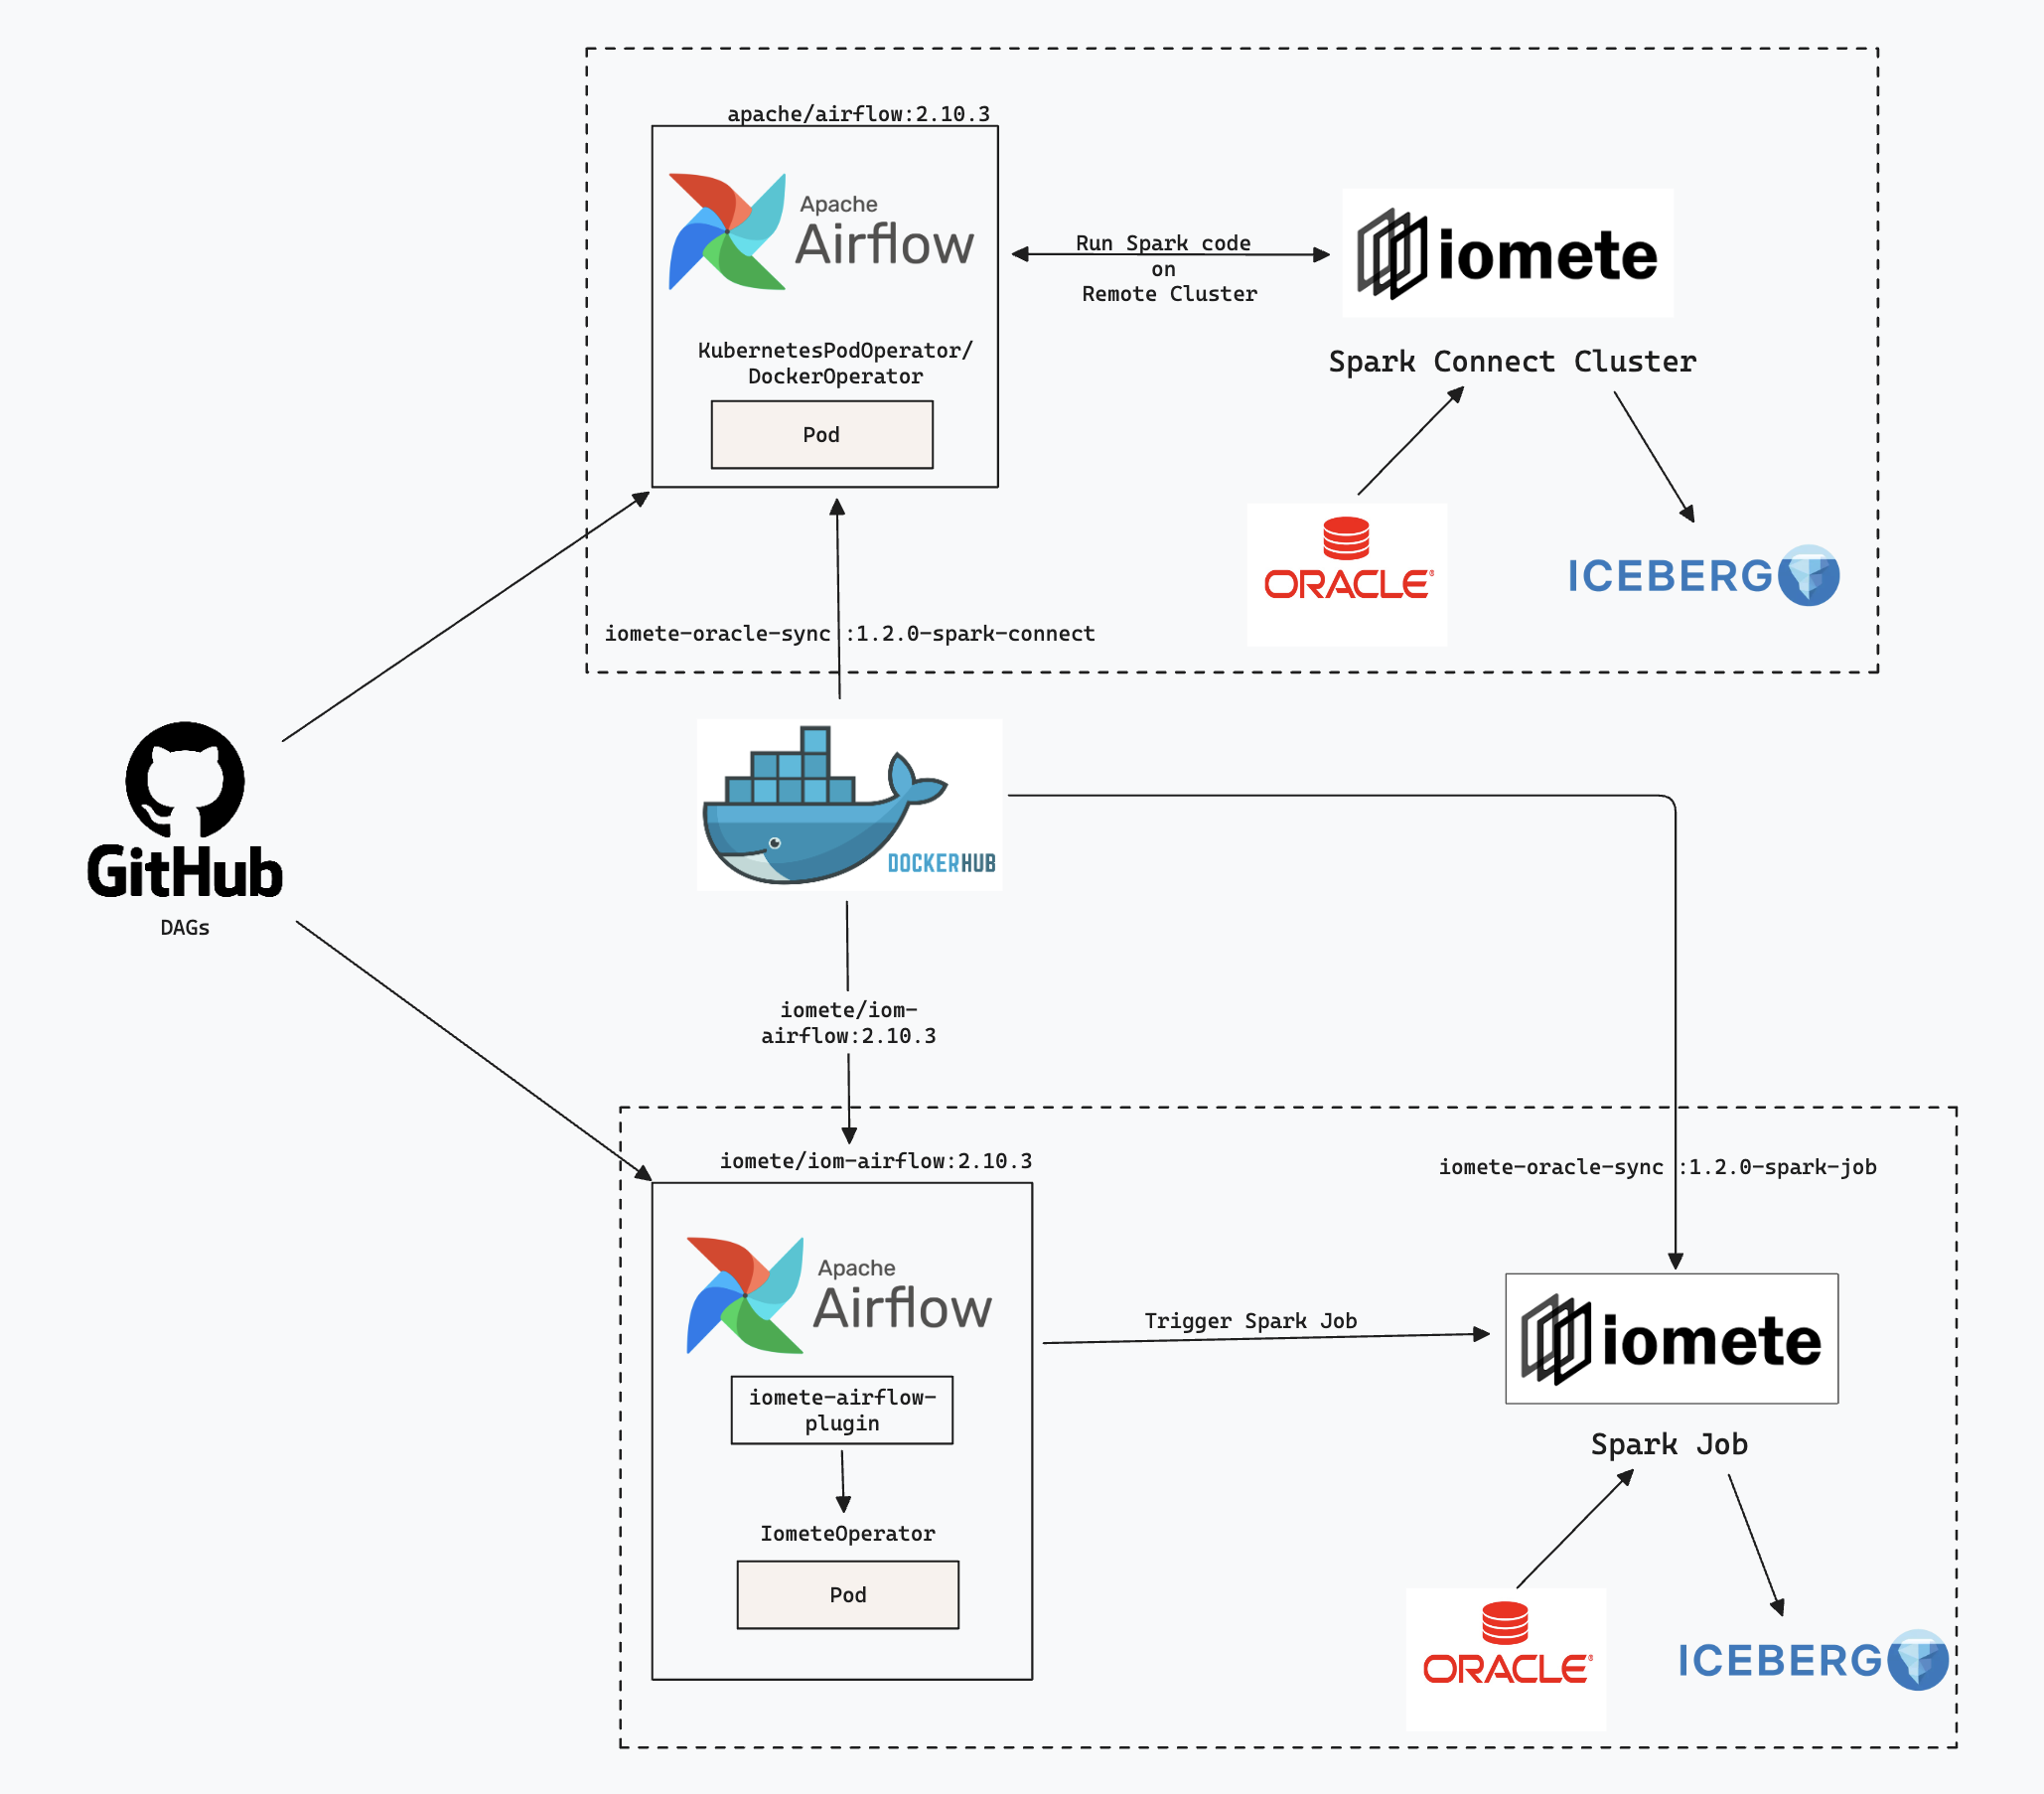 apache/airflow:2.10.3
Apache
Airflow
KubernetesPodOperator/
DockerOperator
Pod
Run Spark code
on
Remote Cluster
iomete
Spark Connect Cluster
ORACLE®
ICEBERG
iomete-oracle-sync :1.2.0-spark-connect
GitHub
DAGs
DOCKERHUB
iomete/iom-
airflow:2.10.3
iomete/iom-airflow:2.10.3
Apache
Airflow
iomete-airflow-
plugin
IometeOperator
Pod
Trigger Spark Job
iomete-oracle-sync :1.2.0-spark-job
iomete
Spark Job
ORACLE®
ICEBERG